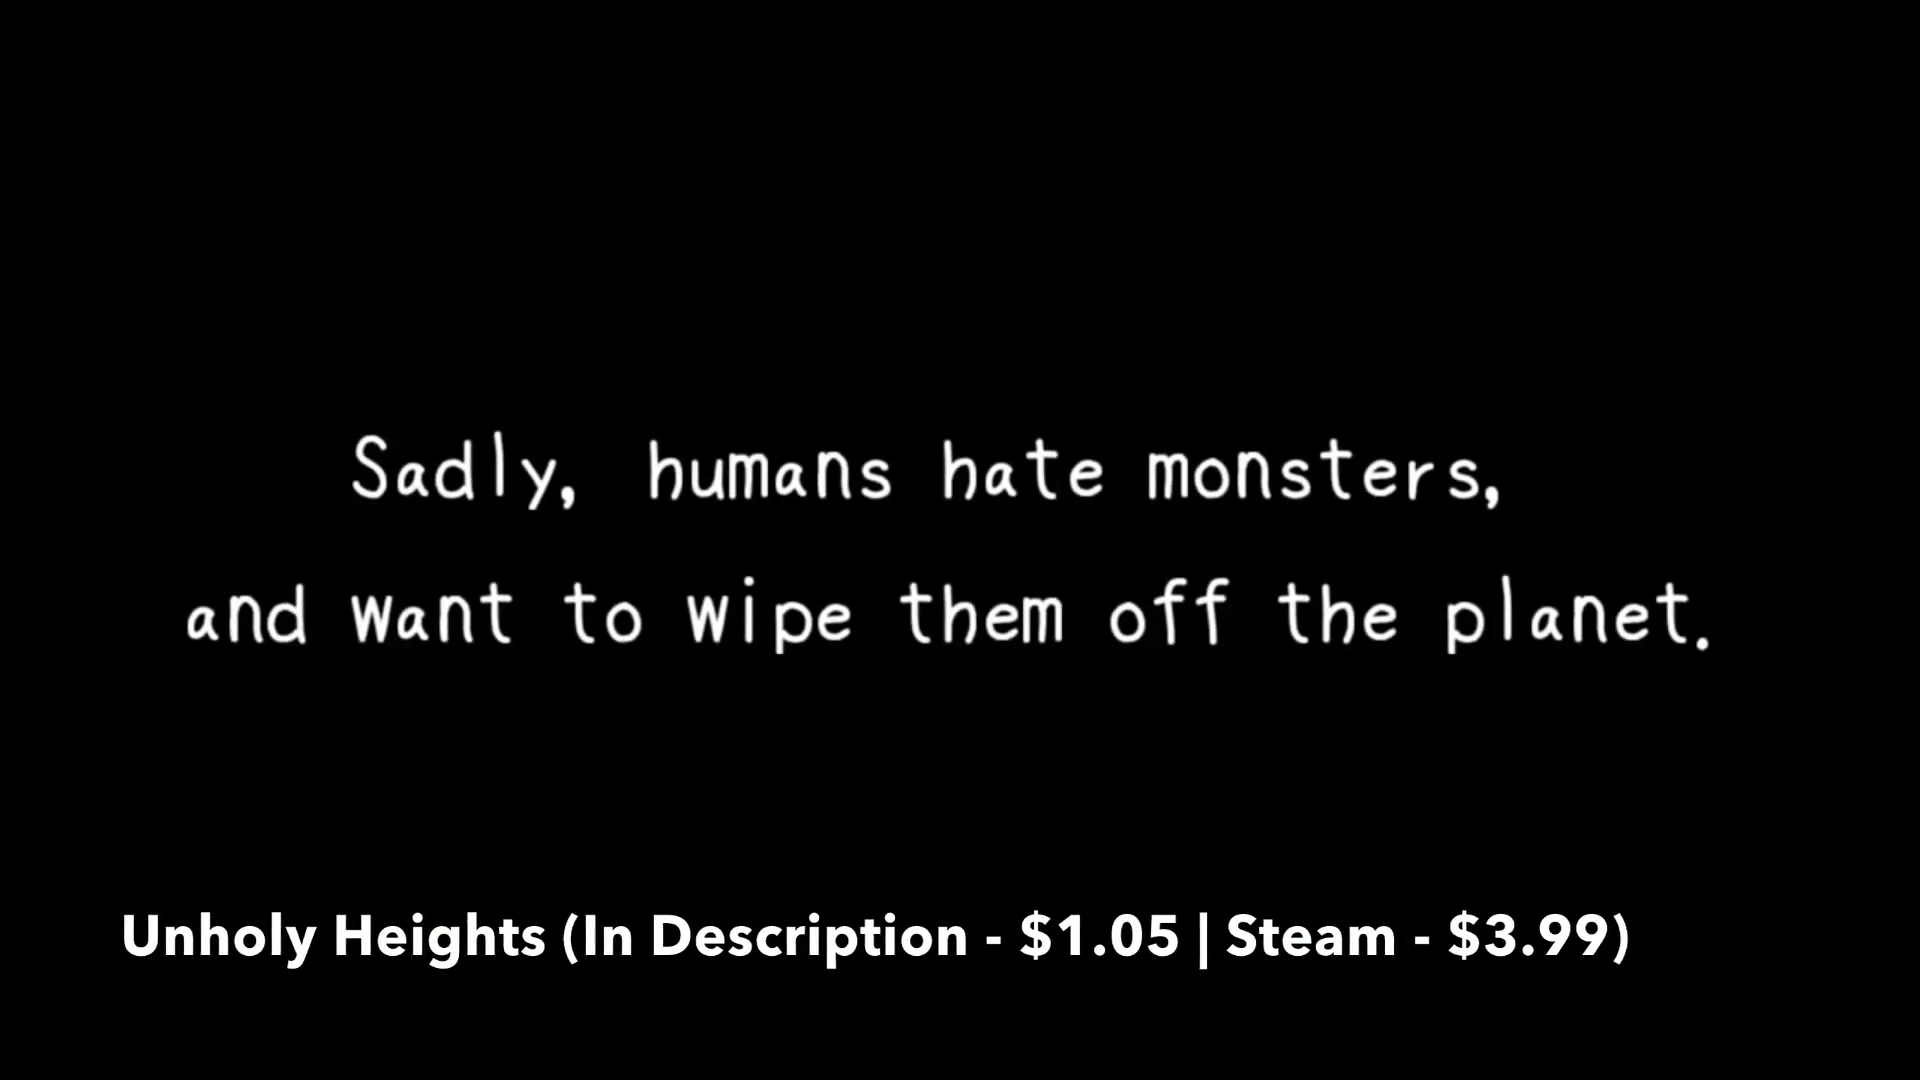 Sadly, humans hate monsters,
and want to wipe them off the planet.
Unholy Heights (In Description - $1.05 | Steam - $3.99)